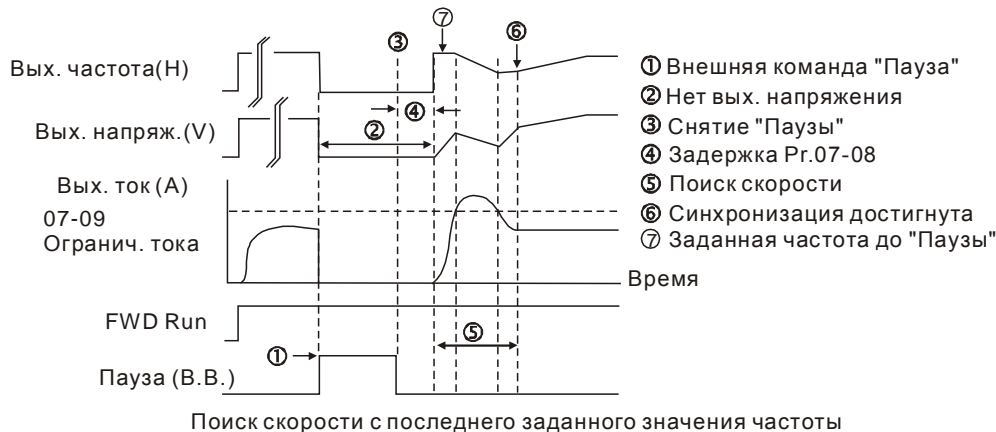 ⑦
⑥
③
Вых. частота(H)
④
②
Вых. напряж.(V)
Вых. ток (A)
07-09
Огранич. тока
Время
FWD Run
⑤
①
Пауза (B.B.)
① Внешняя команда "Пауза"
② Нет вых. напряжения
③ Снятие "Паузы"
④ Задержка Pr.07-08
⑤ Поиск скорости
⑥ Синхронизация достигнута
⑦ Заданная частота до "Паузы"
Поиск скорости с последнего заданного значения частоты